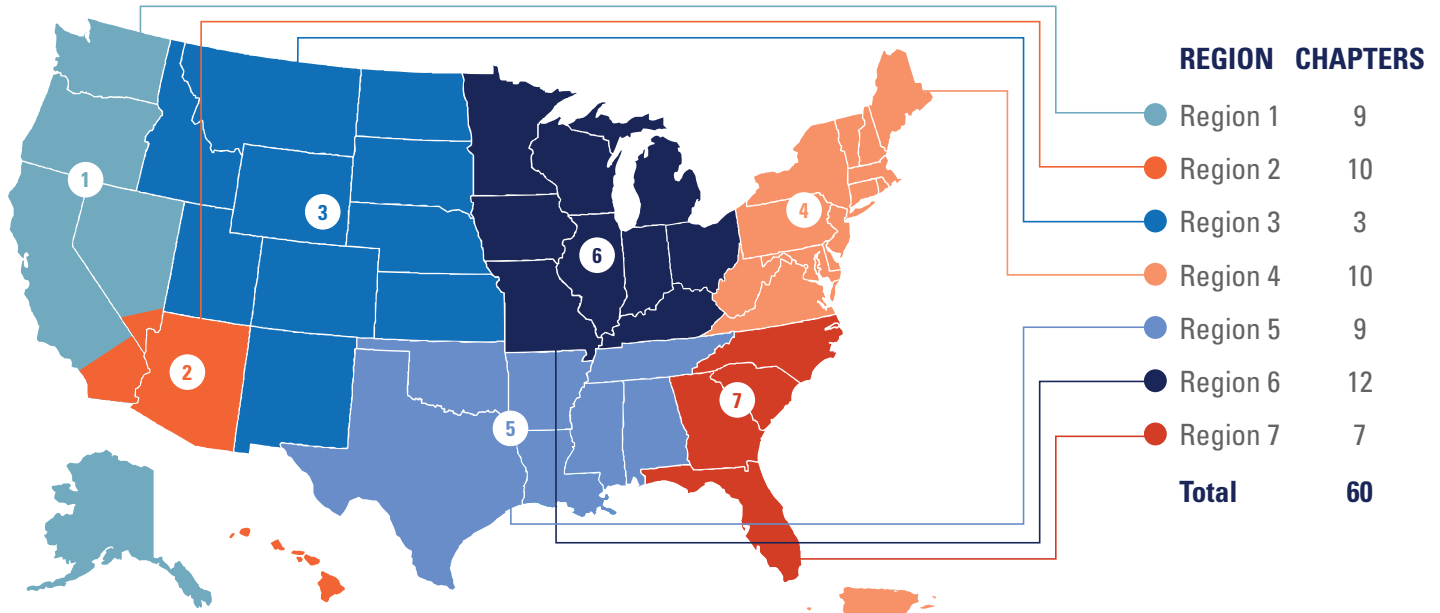 REGION CHAPTERS
Region 1 9
Region 2 10
Region 3 3
Region 4 10
Region 5 9
Region 6 12
Region 7 7
Total 60
1
2
3
4
5
6
7